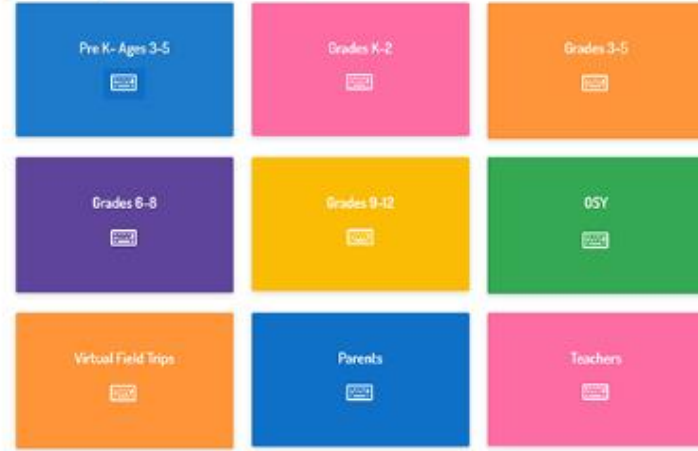 Pre K- Ages 3-5
Grades K-2
Grades 3-5
Grades 6-8
Grades 9-12
OSY
Virtual Field Trips
Parents
Teachers